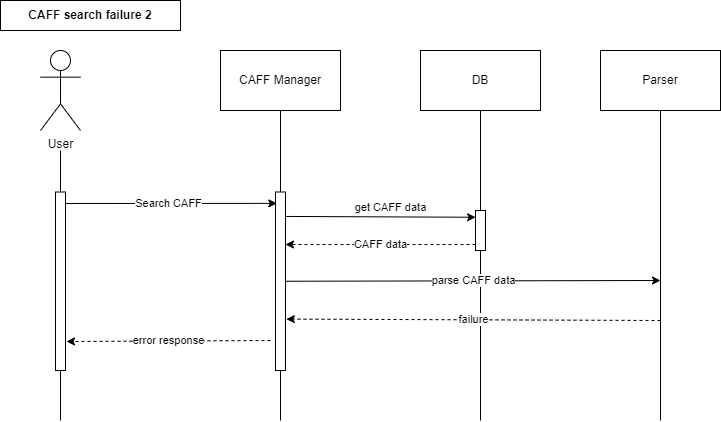 CAFF search failure 2
CAFF Manager
DB
Parser
User
Search CAFF
get CAFF data
CAFF data
parse CAFF data
failure
error response